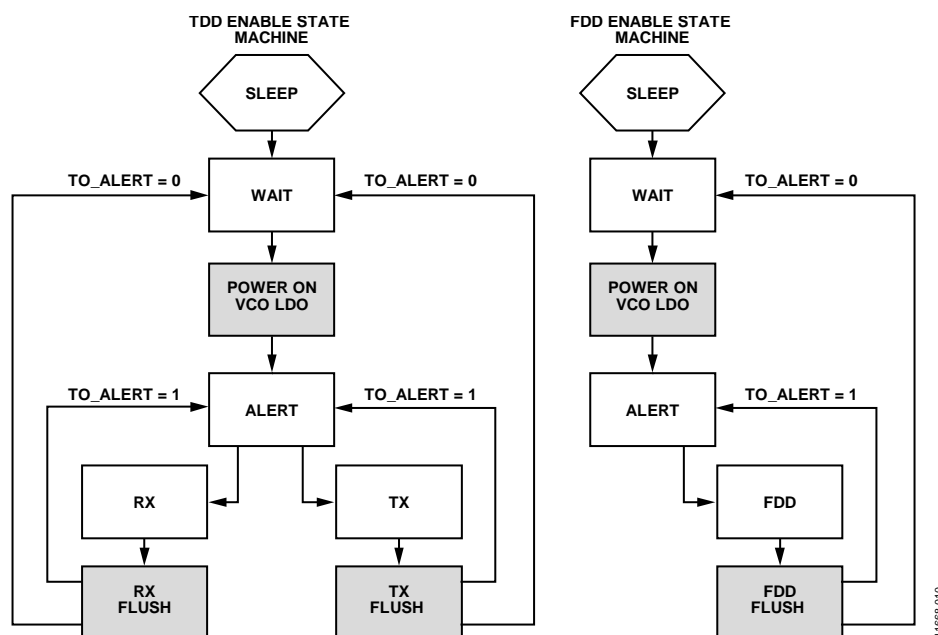 TDD ENABLE STATE
MACHINE
SLEEP
TO_ALERT = 0
WAIT
TO_ALERT = 0
POWER ON
VCO LDO
TO_ALERT = 1
ALERT
TO_ALERT = 1
RX
TX
RX
FLUSH
TX
FLUSH
FDD ENABLE STATE
MACHINE
SLEEP
WAIT
TO_ALERT = 0
POWER ON
VCO LDO
ALERT
TO_ALERT = 1
FDD
FDD
FLUSH